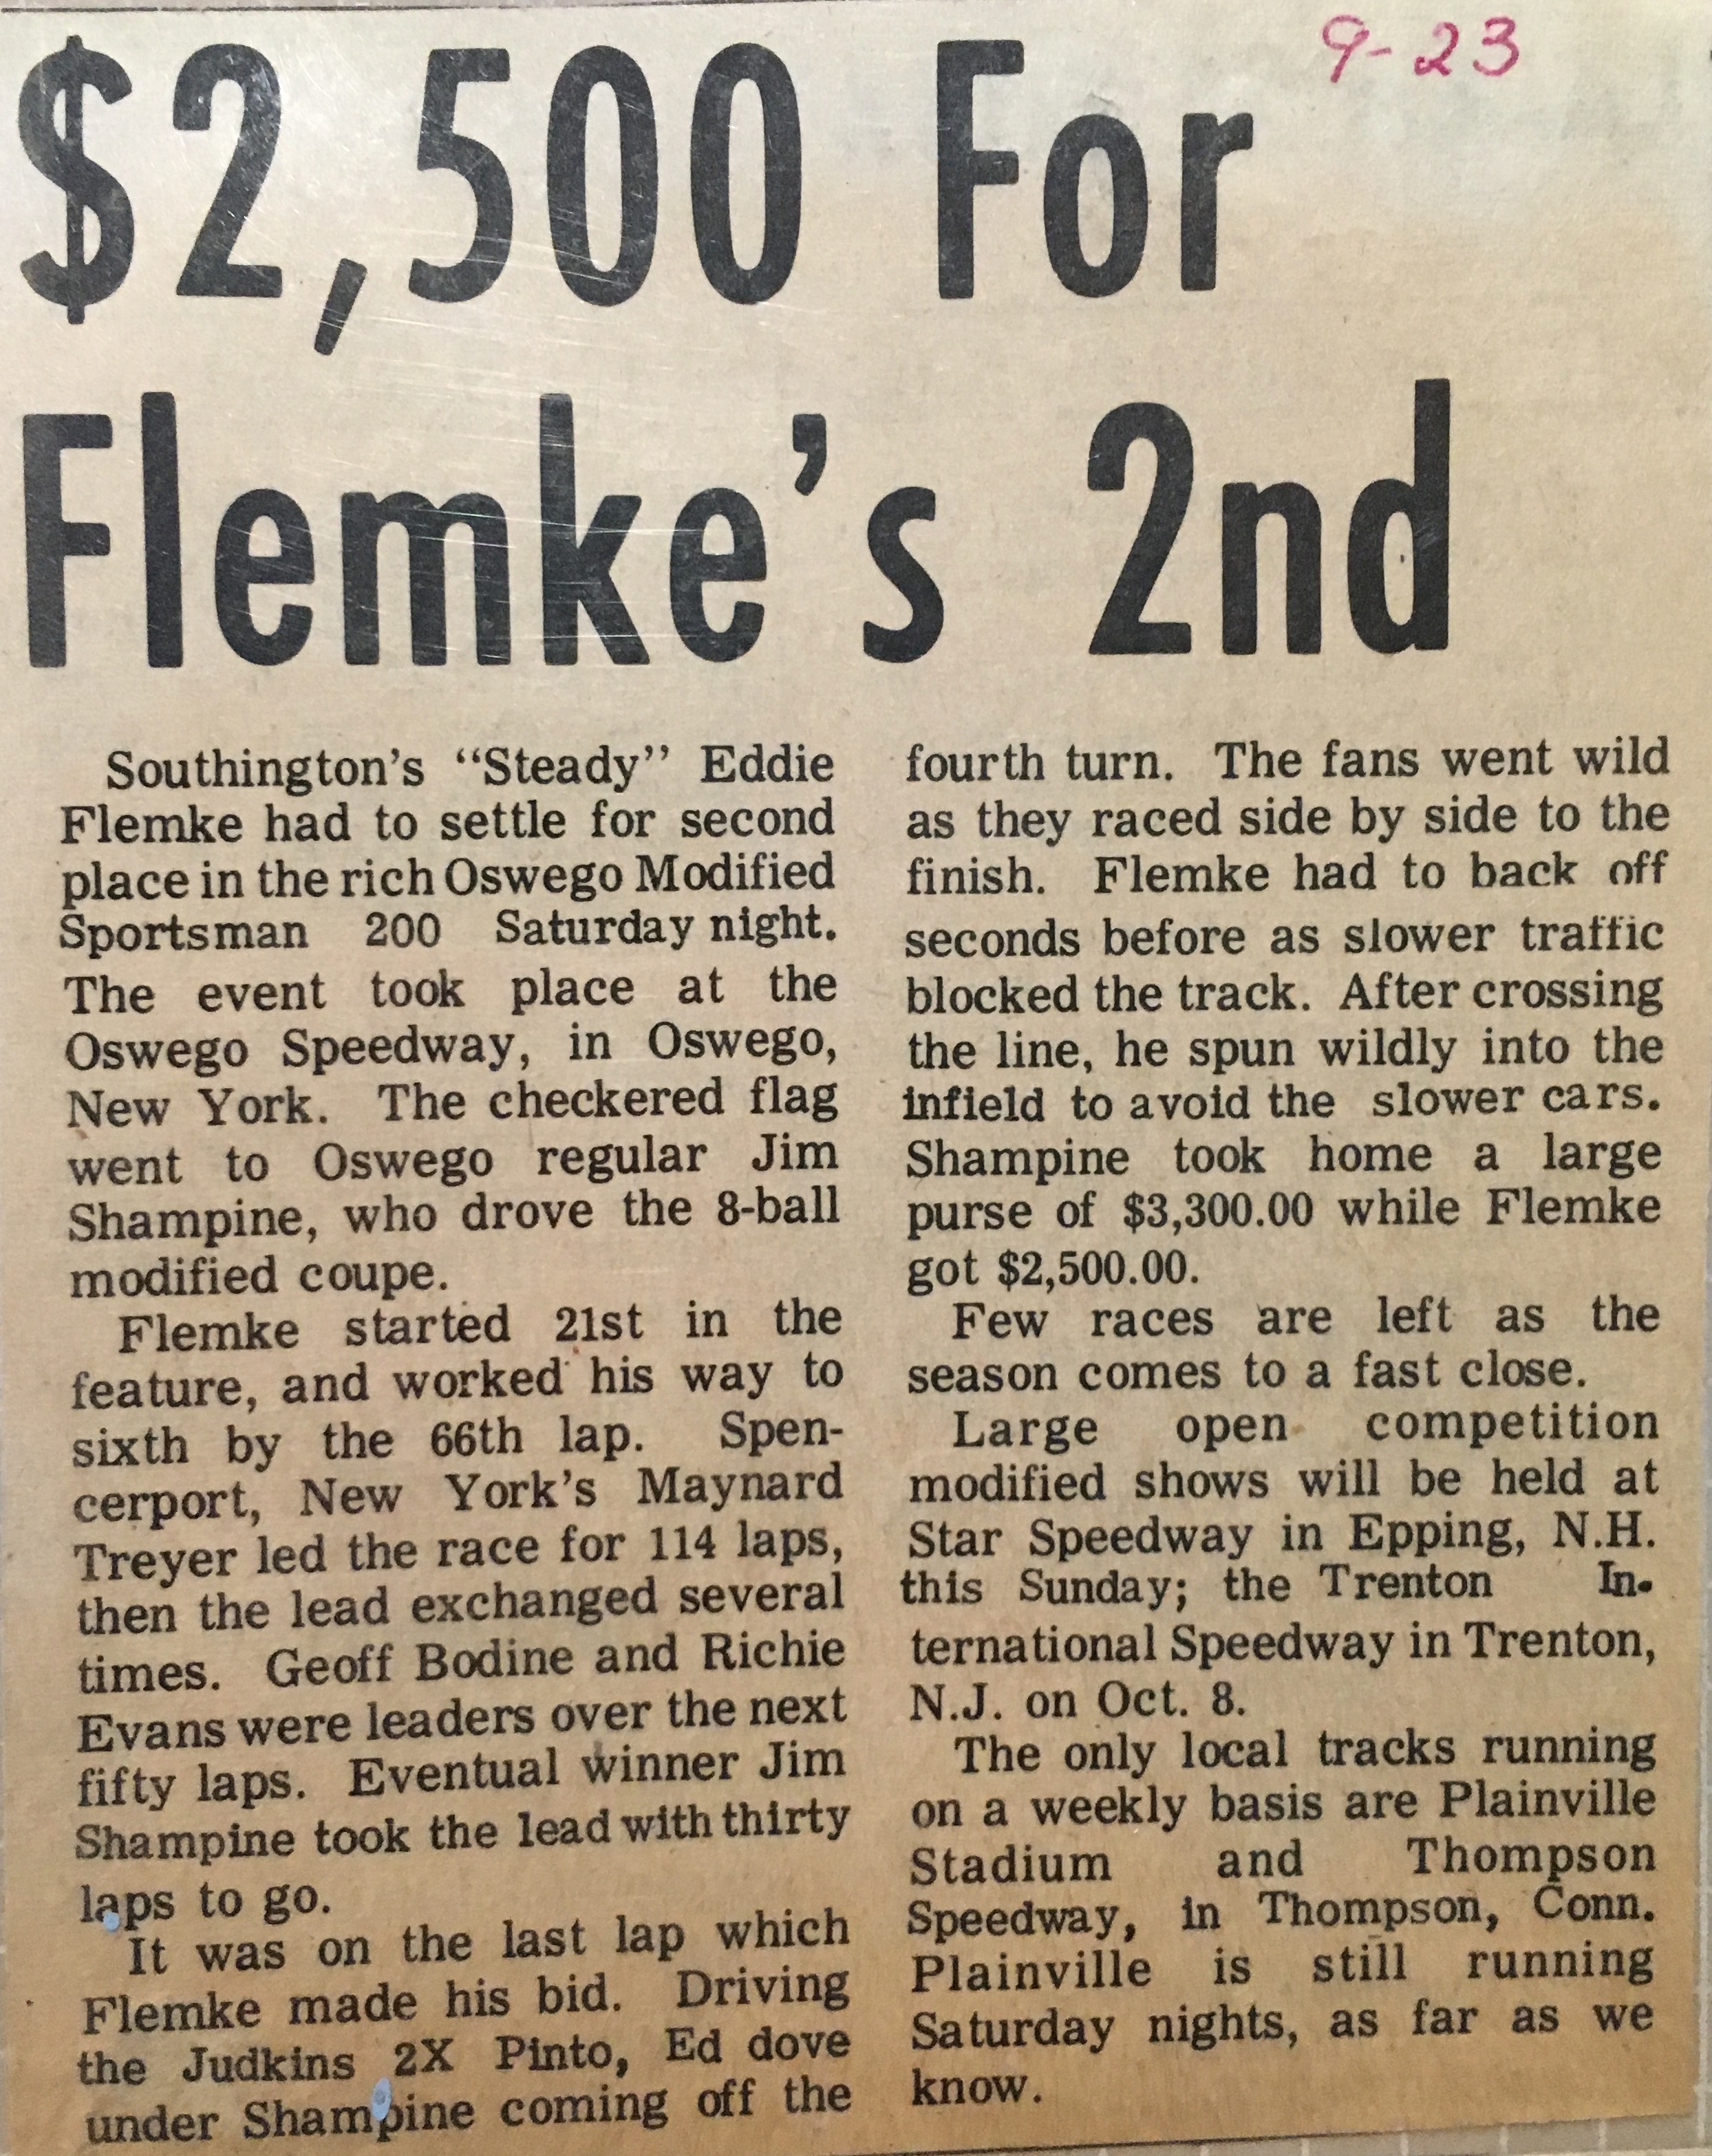 $2,500 For
9-23
Flemke's 2nd
Southington's "Steady" Eddie
Flemke had to settle for second
place in the rich Oswego Modified
Sportsman 200 Saturday night.
The event took place at the
Oswego Speedway, in Oswego,
New York. The checkered flag
went to Oswego regular Jim
Shampine, who drove the 8-ball
modified coupe.
Flemke started 21st in the
feature, and worked his way to
sixth by the 66th lap. Spen-
cerport, New York's Maynard
Treyer led the race for 114 laps,
then the lead exchanged several
times. Geoff Bodine and Richie
Evans were leaders over the next
fifty laps. Eventual winner Jim
Shampine took the lead with thirty
laps to go.
It was on the last lap which
Flemke made his bid. Driving
the Judkins 2X Pinto, Ed dove
under Shampine coming off the
fourth turn. The fans went wild
as they raced side by side to the
finish. Flemke had to back off
seconds before as slower traffic
blocked the track. After crossing
the line, he spun wildly into the
infield to avoid the slower cars.
Shampine took home a large
purse of $3,300.00 while Flemke
got $2,500.00.
Few races are left as the
season comes to a fast close.
Large open competition
modified shows will be held at
Star Speedway in Epping, N.H.
this Sunday; the Trenton In-
ternational Speedway in Trenton,
N.J. on Oct. 8.
The only local tracks running
on a weekly basis are Plainville
Stadium and Thompson
Speedway, in Thompson, Conn.
Plainville is still running
Saturday nights, as far as we
know.